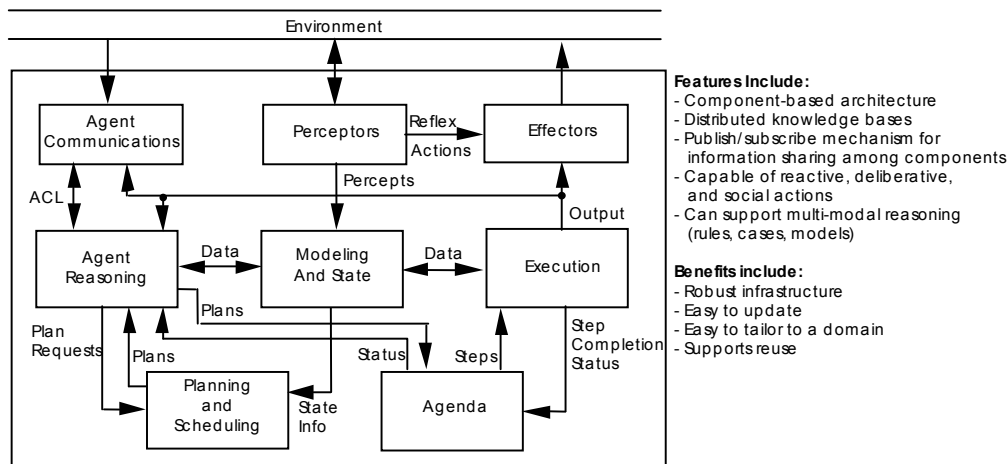 Environment
Agent
Communications
Perceptors
Reflex
Actions
Effectors
ACL
Percepts
Output
Agent
Reasoning
Data
Modeling
And State
Data
Execution
Plans
Plan
Requests
Plans
Status
Steps
Step
Completion
Status
Planning
and
Scheduling
State
Info
Agenda
Features Include:
- Component-based architecture
- Distributed knowledge bases
- Publish/subscribe mechanism for
information sharing among components
- Capable of reactive, deliberative,
and social actions
- Can support multi-modal reasoning
(rules, cases, models)
Benefits include:
- Robust infrastructure
- Easy to update
- Easy to tailor to a domain
- Supports reuse